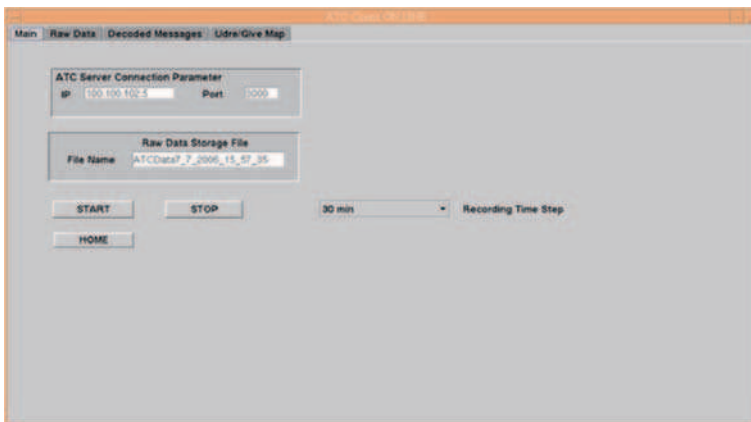 Main Raw Data Decoded Messages Udre/Give Map
ATC Server Connection Parameter
IP 100.100.102.5 Port
Raw Data Storage File
File Name ATCData7_7_2006_15_57_35
START STOP 30 min Recording Time Step
HOME